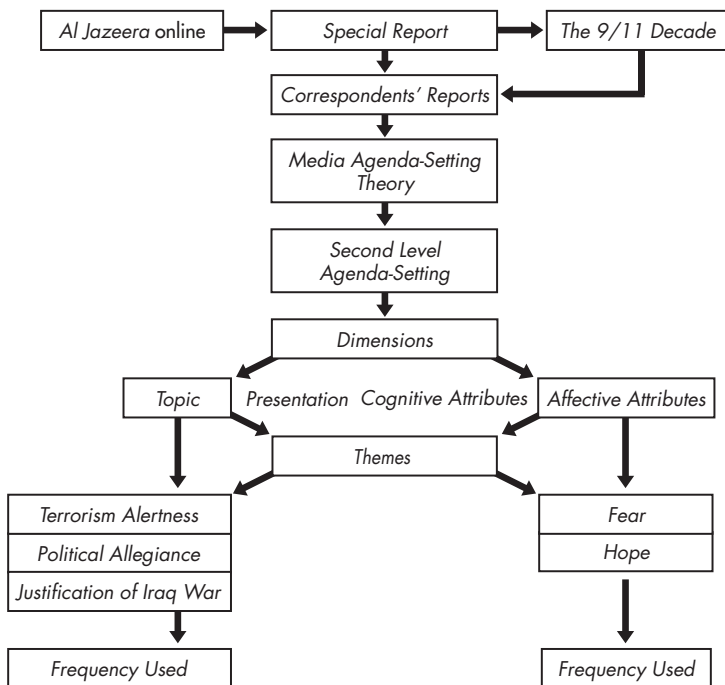 Al Jazeera online
Special Report
The 9/11 Decade
Correspondents' Reports
Media Agenda-Setting
Theory
Second Level
Agenda-Setting
Dimensions
Topic
Presentation
Cognitive Attributes
Affective Attributes
Themes
Terrorism Alertness
Political Allegiance
Justification of Iraq War
Fear
Hope
Frequency Used
Frequency Used